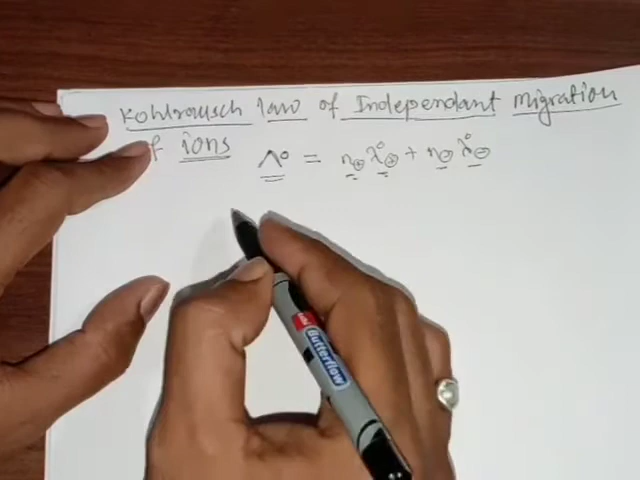 Kohlrausch law of Independant migration
of ions Λ° = n⊕ λ°⊕ + n⊖ λ°⊖
Butterflow